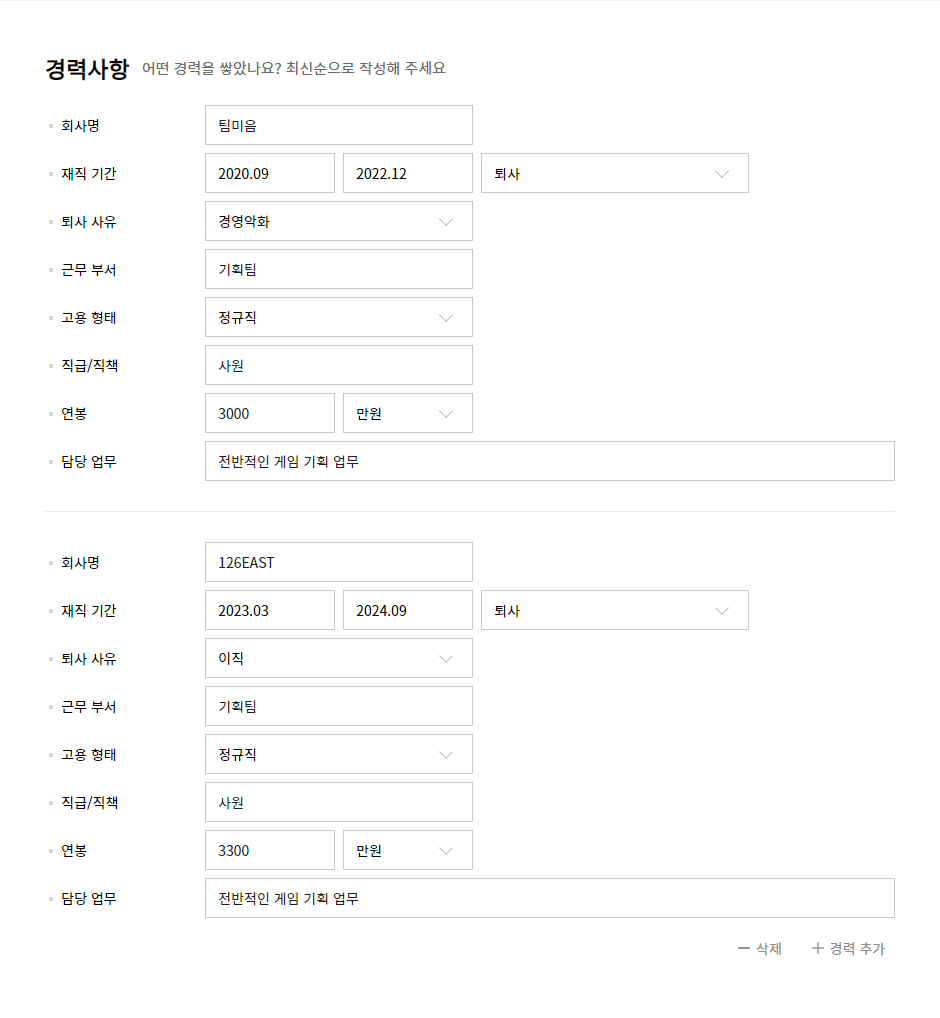 경력사항 어떤 경력을 쌓았나요? 최신순으로 작성해 주세요
회사명 팀미음
재직 기간 2020.09 2022.12 퇴사
퇴사 사유 경영악화
근무 부서 기획팀
고용 형태 정규직
직급/직책 사원
연봉 3000 만원
담당 업무 전반적인 게임 기획 업무
회사명 126EAST
재직 기간 2023.03 2024.09 퇴사
퇴사 사유 이직
근무 부서 기획팀
고용 형태 정규직
직급/직책 사원
연봉 3300 만원
담당 업무 전반적인 게임 기획 업무
삭제 경력 추가